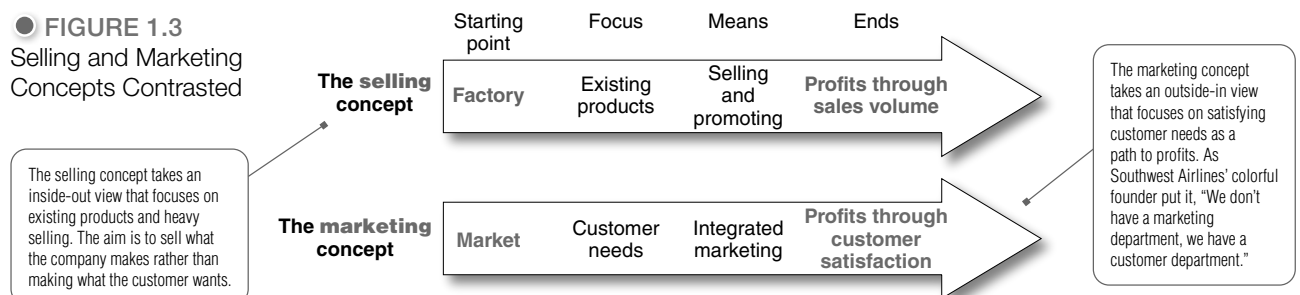 FIGURE 1.3
Selling and Marketing
Concepts Contrasted
Starting
point
Focus
Means
Ends
The selling
concept
Factory
Existing
products
Selling
and
promoting
Profits through
sales volume
The selling concept takes an
inside-out view that focuses on
existing products and heavy
selling. The aim is to sell what
the company makes rather than
making what the customer wants.
The marketing
concept
Market
Customer
needs
Integrated
marketing
Profits through
customer
satisfaction
The marketing concept
takes an outside-in view
that focuses on satisfying
customer needs as a
path to profits. As
Southwest Airlines’ colorful
founder put it, “We don’t
have a marketing
department, we have a
customer department.”